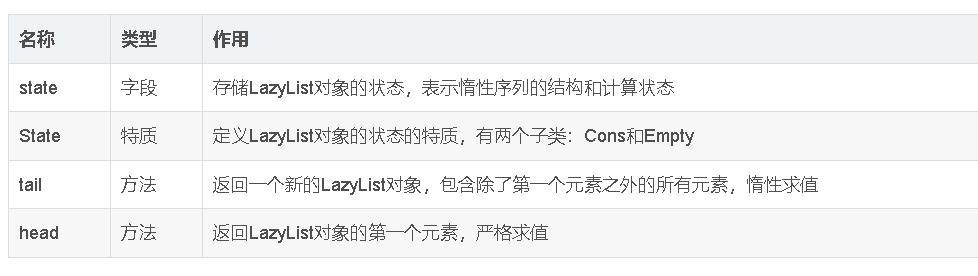 名称 类型 作用
state 字段 存储LazyList对象的状态，表示惰性序列的结构和计算状态
State 特质 定义LazyList对象的状态的特质，有两个子类：Cons和Empty
tail 方法 返回一个新的LazyList对象，包含除了第一个元素之外的所有元素，惰性求值
head 方法 返回LazyList对象的第一个元素，严格求值